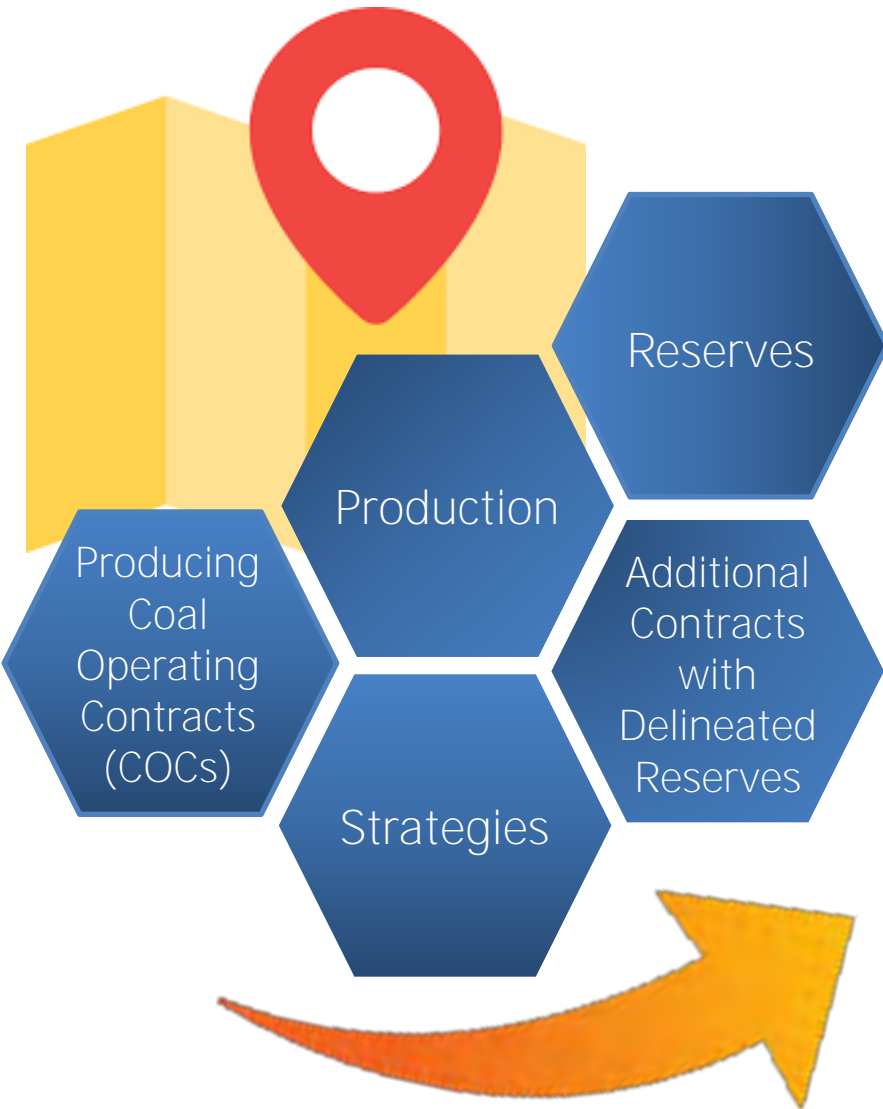 Reserves
Production
Producing
Coal
Operating
Contracts
(COCs)
Additional
Contracts
with
Delineated
Reserves
Strategies